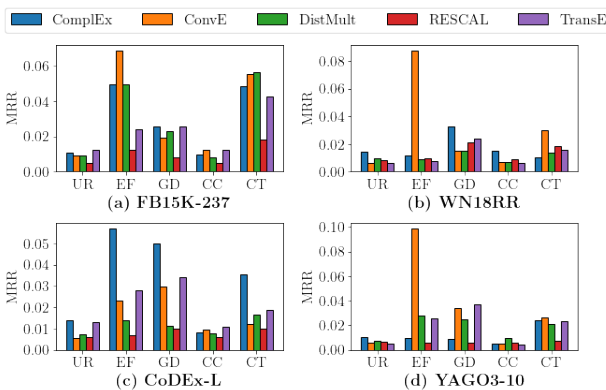 ComplEx ConvE DistMult RESCAL TransE
0.06
0.04
0.02
0.00
MRR
UR EF GD CC CT
(a) FB15K-237
0.08
0.06
0.04
0.02
0.00
MRR
UR EF GD CC CT
(b) WN18RR
0.05
0.04
0.03
0.02
0.01
0.00
MRR
UR EF GD CC CT
(c) CoDEx-L
0.10
0.08
0.06
0.04
0.02
0.00
MRR
UR EF GD CC CT
(d) YAGO3-10